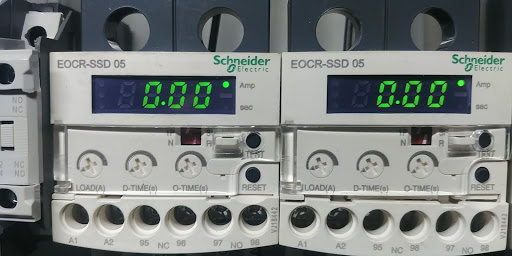 EOCR-SSD 05
Schneider
Electric
0.00
Amp
sec
N
R
TEST
LOAD(A) D-TIME(s) O-TIME(s) RESET
A1 A2 95 NC 96 97 NO 98
EOCR-SSD 05
Schneider
Electric
0.00
Amp
sec
N
R
TEST
LOAD(A) D-TIME(s) O-TIME(s) RESET
A1 A2 95 NC 96 97 NO 98
NO
NC